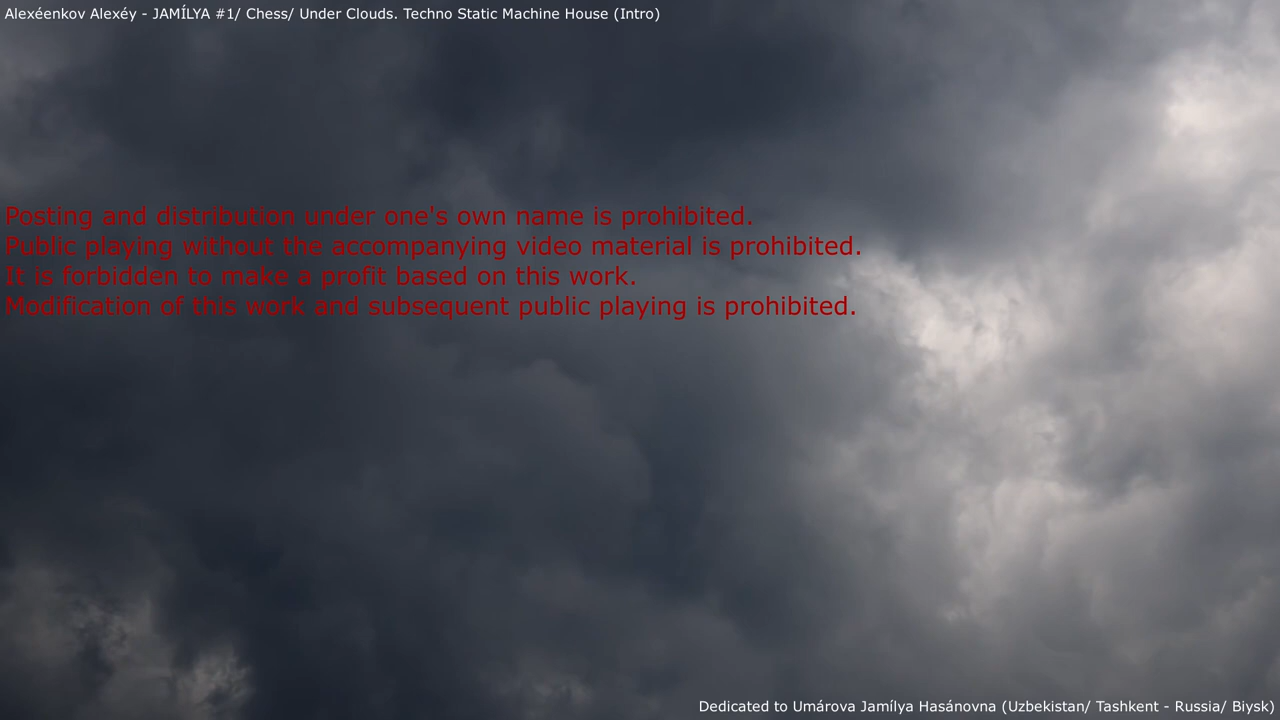 Alexéenkov Alexéy - JAMÍLYA #1/ Chess/ Under Clouds. Techno Static Machine House (Intro)
Posting and distribution under one's own name is prohibited.
Public playing without the accompanying video material is prohibited.
It is forbidden to make a profit based on this work.
Modification of this work and subsequent public playing is prohibited.
Dedicated to Umárova Jamílya Hasánovna (Uzbekistan/ Tashkent - Russia/ Biysk)